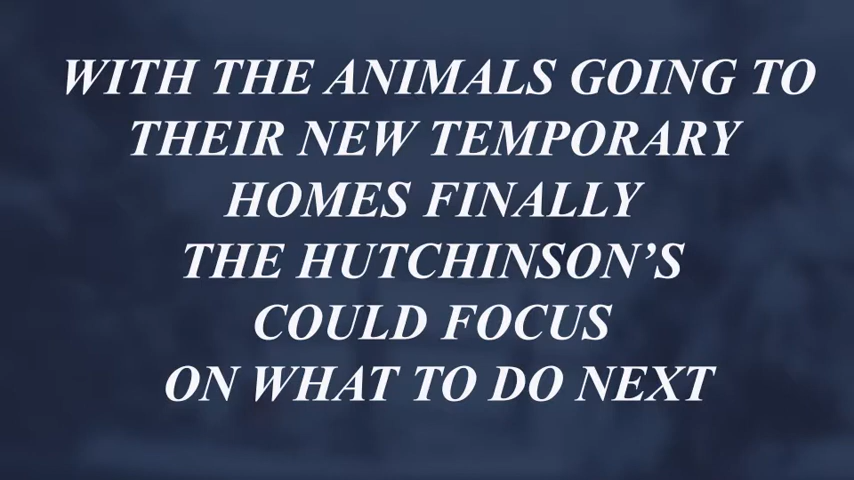 WITH THE ANIMALS GOING TO
THEIR NEW TEMPORARY
HOMES FINALLY
THE HUTCHINSON’S
COULD FOCUS
ON WHAT TO DO NEXT